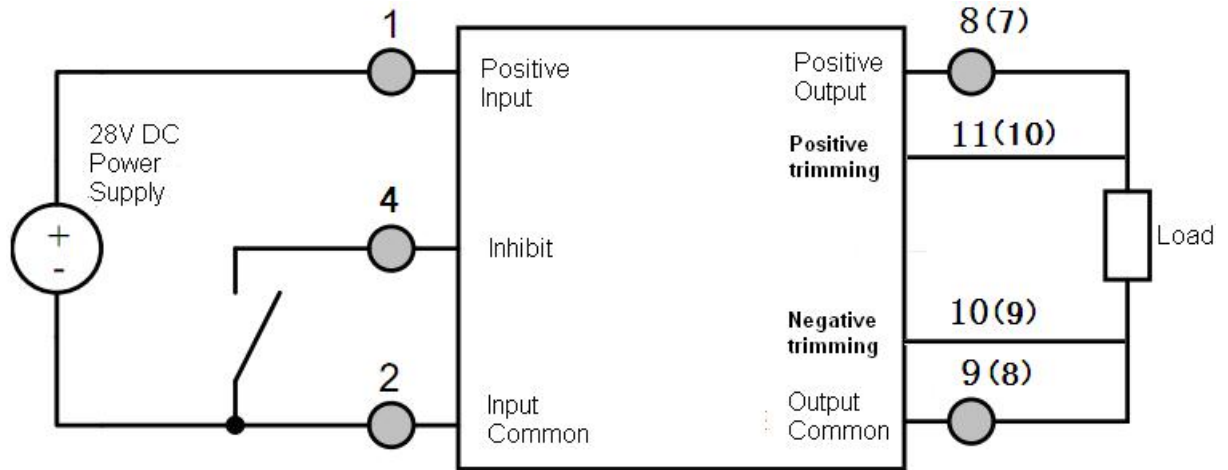 1
8(7)
Positive
Input
Positive
Output
28V DC
Power
Supply
11(10)
Positive
trimming
4
Inhibit
+
-
Load
10(9)
Negative
trimming
2
9(8)
Input
Common
Output
Common